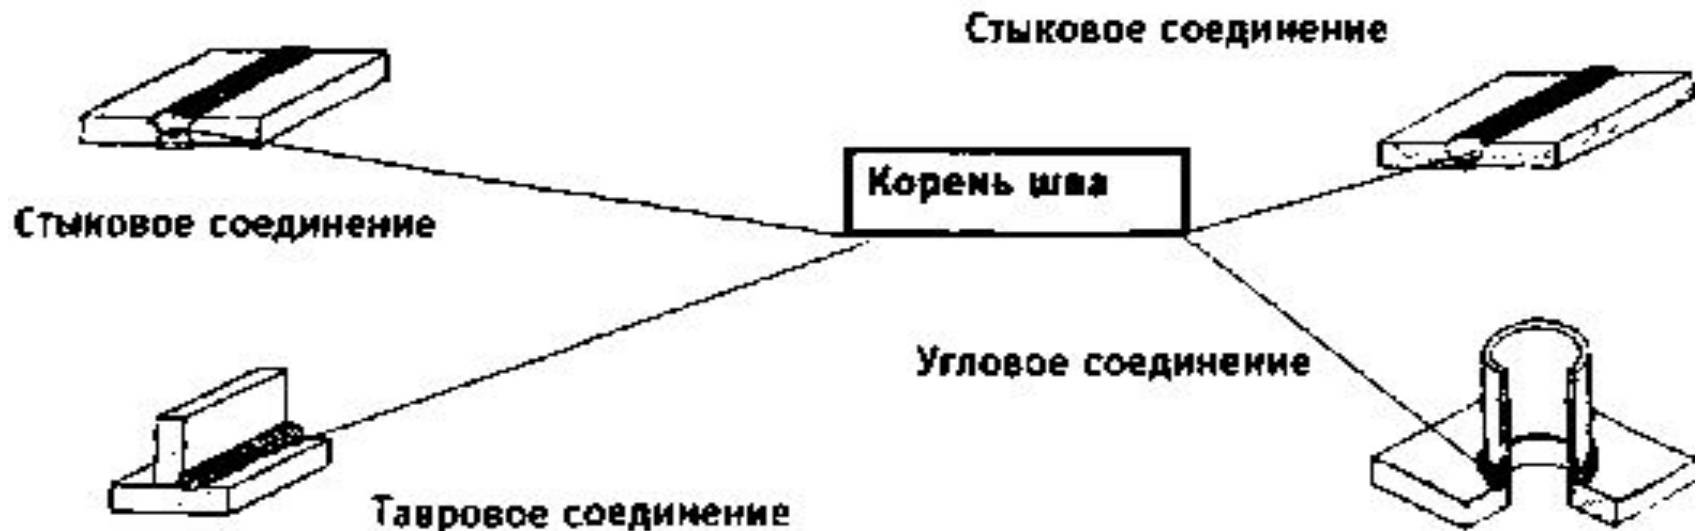 Стыковое соединение
Корень шва
Стыковое соединение
Угловое соединение
Тавровое соединение